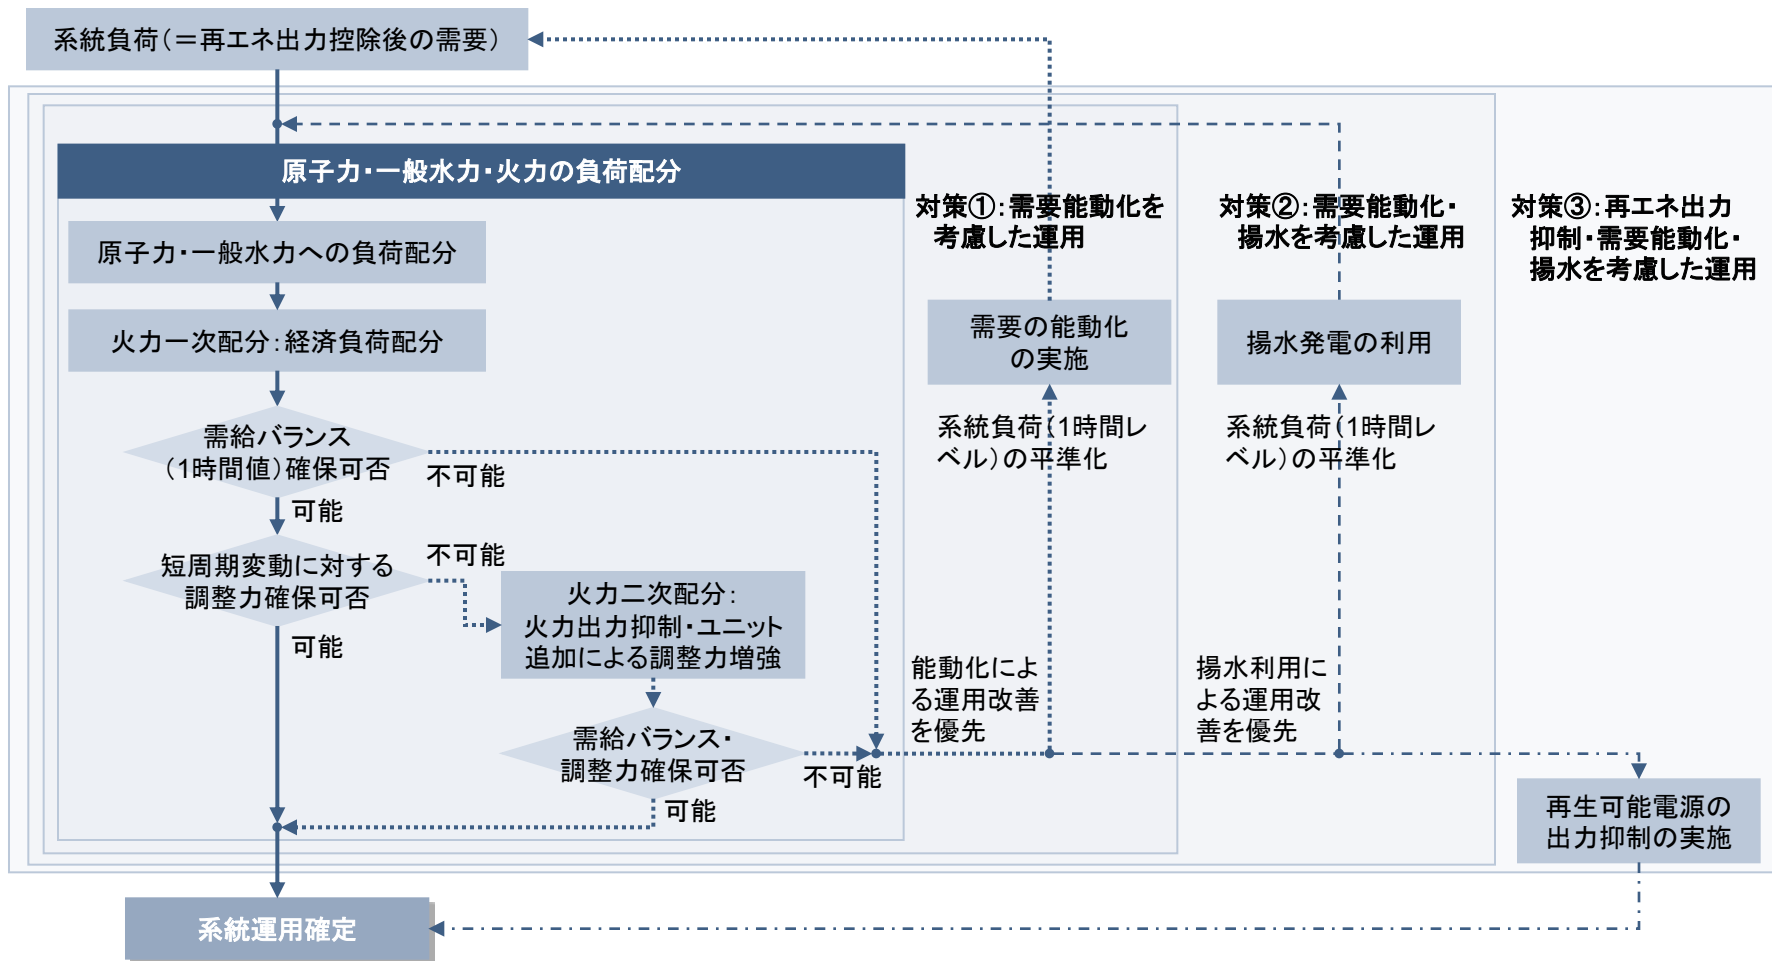 系統負荷(=再エネ出力控除後の需要)
原子力・一般水力・火力の負荷配分
原子力・一般水力への負荷配分
火力一次配分:経済負荷配分
需給バランス
(1時間値)確保可否
不可能
可能
短周期変動に対する
調整力確保可否
不可能
可能
火力二次配分:
火力出力抑制・ユニット
追加による調整力増強
需給バランス・
調整力確保可否
不可能
可能
対策①:需要能動化を
考慮した運用
需要の能動化
の実施
系統負荷(1時間レ
ベル)の平準化
能動化によ
る運用改善
を優先
対策②:需要能動化・
揚水を考慮した運用
揚水発電の利用
系統負荷(1時間レ
ベル)の平準化
揚水利用に
よる運用改
善を優先
対策③:再エネ出力
抑制・需要能動化・
揚水を考慮した運用
再生可能電源の
出力抑制の実施
系統運用確定